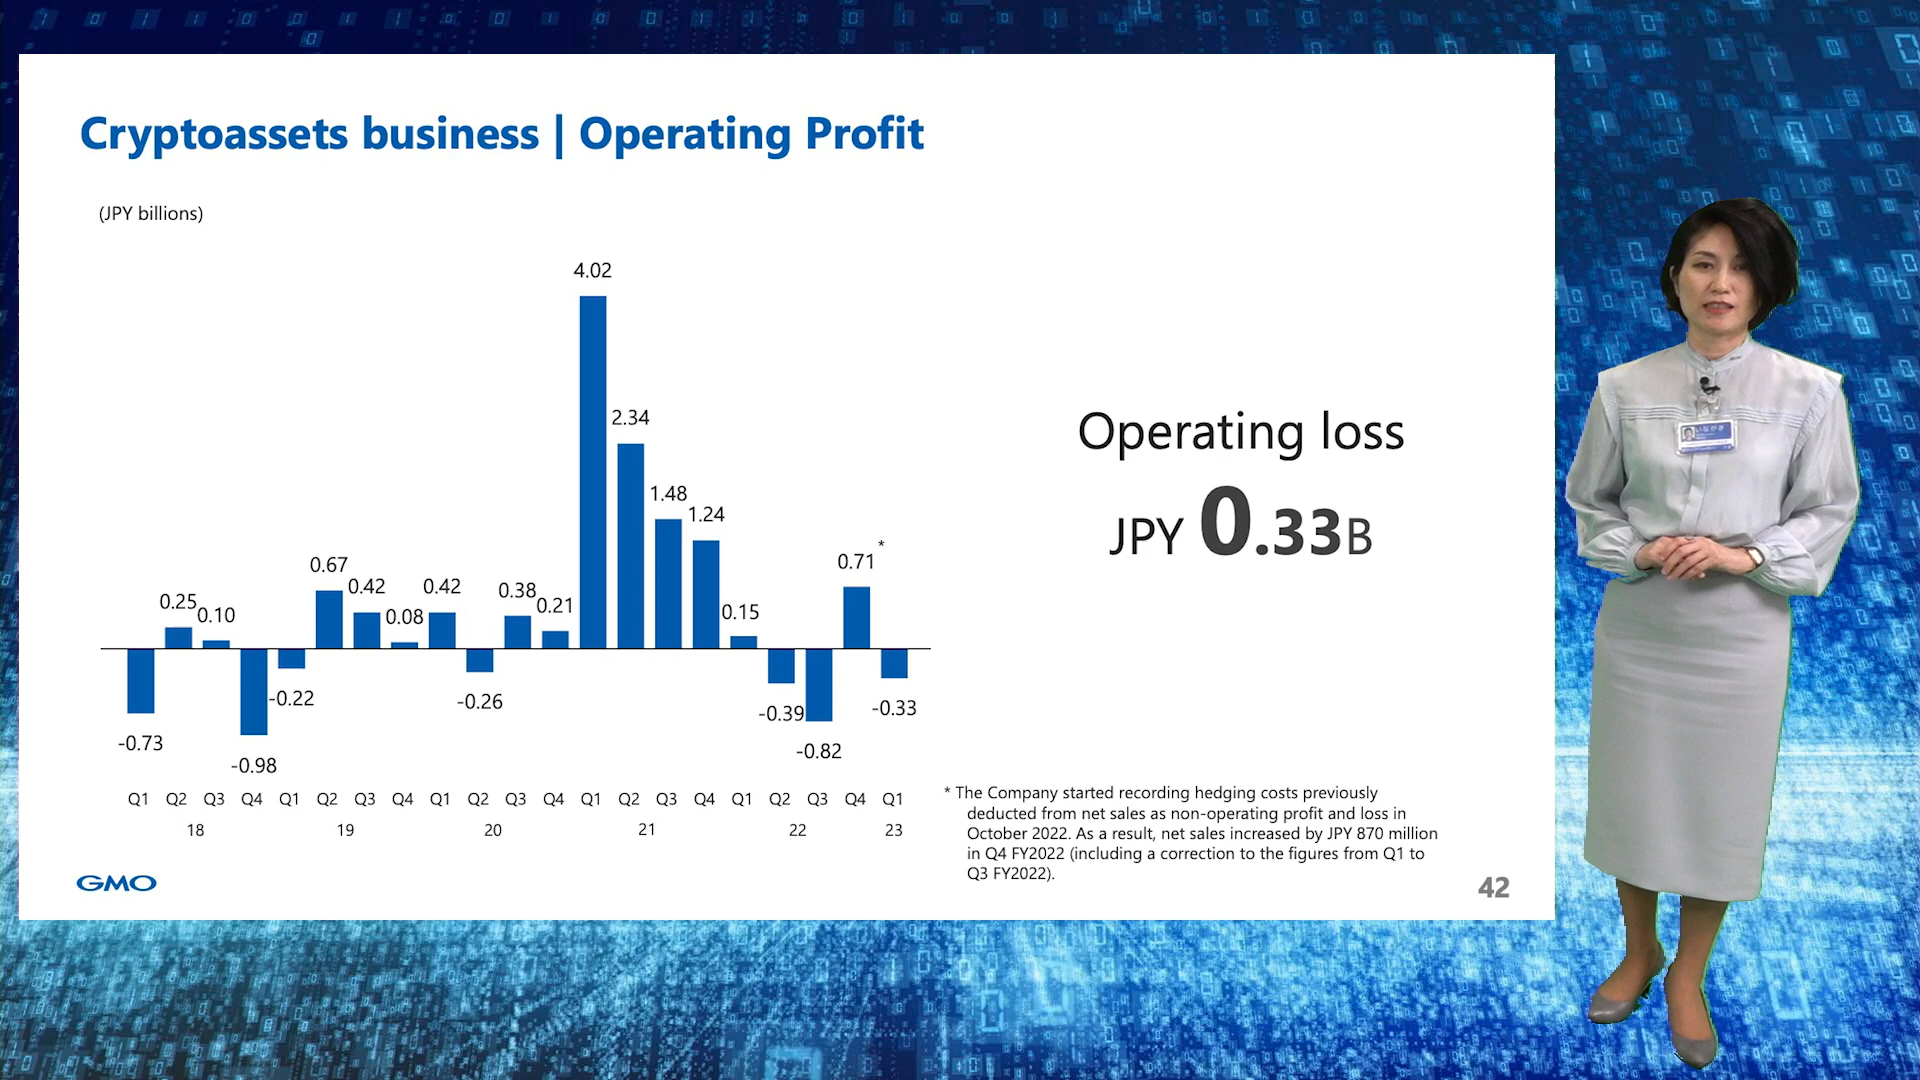 Cryptoassets business | Operating Profit
(JPY billions)
4.02
2.34
1.48
1.24
*
0.71
0.67
0.42
0.42
0.38
0.25
0.10
0.08
0.21
0.15
-0.22
-0.26
-0.39
-0.33
-0.73
-0.98
-0.82
Q1 Q2 Q3 Q4 Q1 Q2 Q3 Q4 Q1 Q2 Q3 Q4 Q1 Q2 Q3 Q4 Q1 Q2 Q3 Q4 Q1
18 19 20 21 22 23
Operating loss
JPY 0.33B
* The Company started recording hedging costs previously
deducted from net sales as non-operating profit and loss in
October 2022. As a result, net sales increased by JPY 870 million
in Q4 FY2022 (including a correction to the figures from Q1 to
Q3 FY2022).
GMO
42